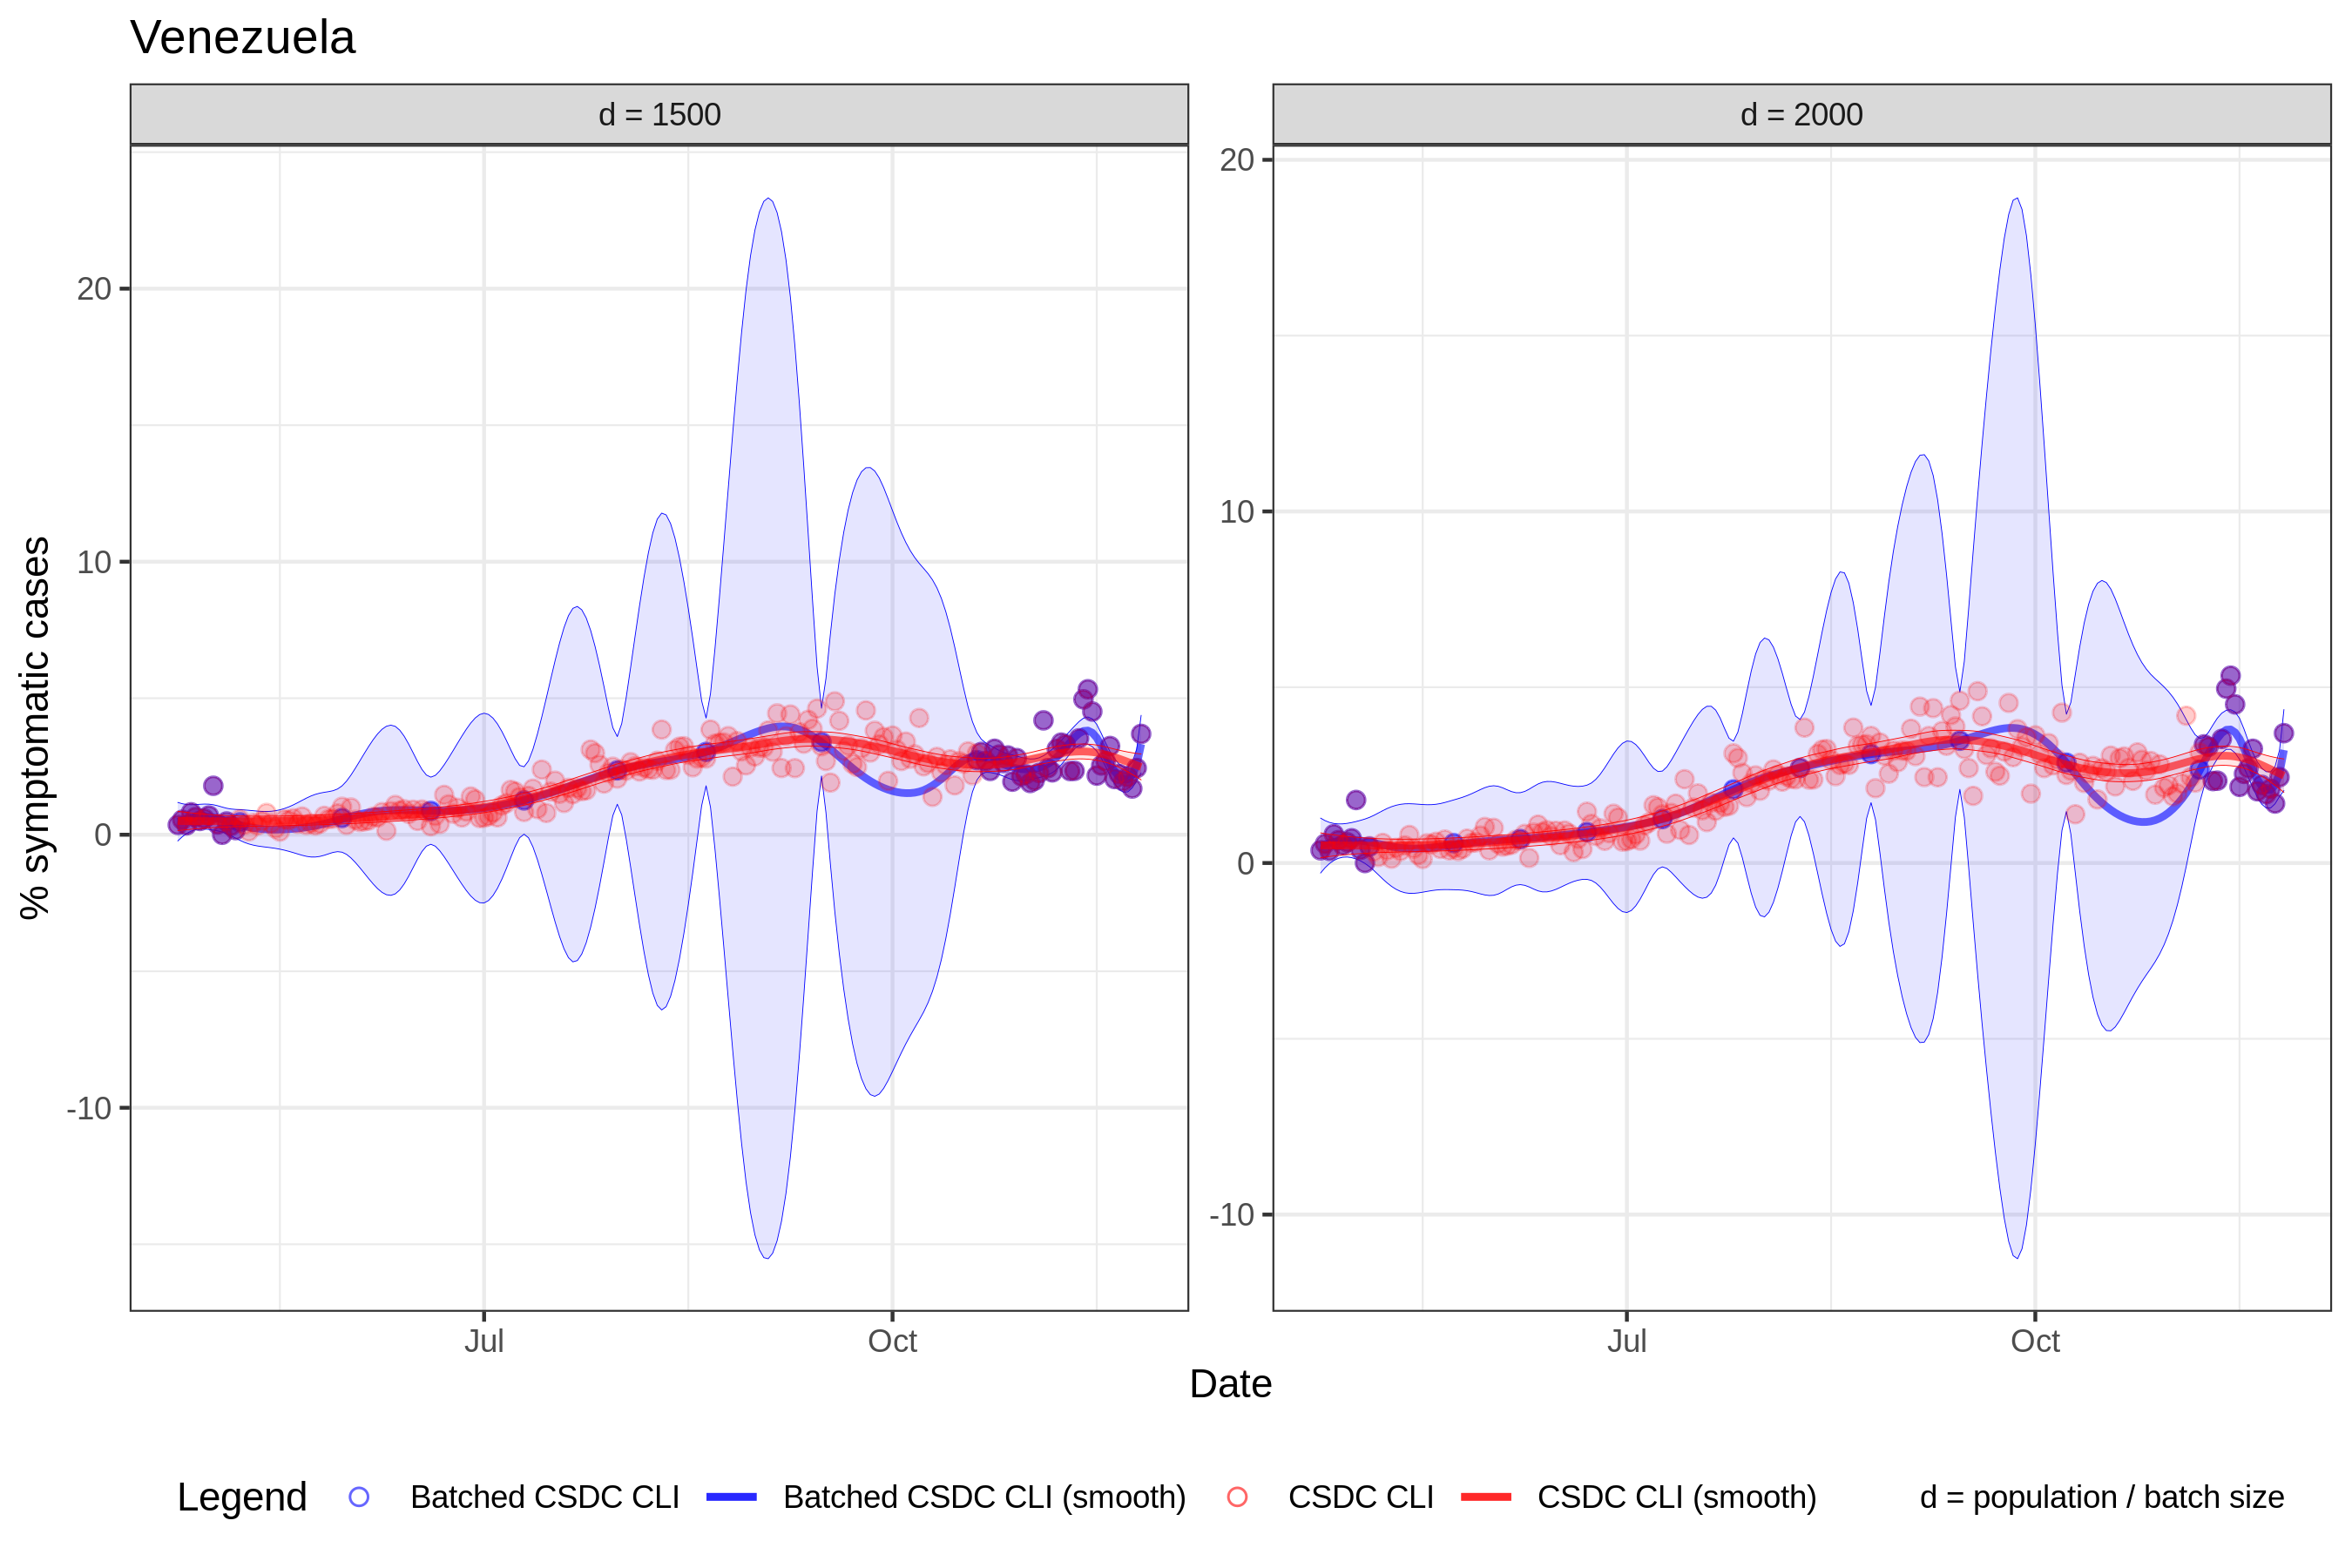 Venezuela
d = 1500
d = 2000
% symptomatic cases
20
10
0
-10
20
10
0
-10
Jul
Oct
Jul
Oct
Date
Legend
Batched CSDC CLI
Batched CSDC CLI (smooth)
CSDC CLI
CSDC CLI (smooth)
d = population / batch size